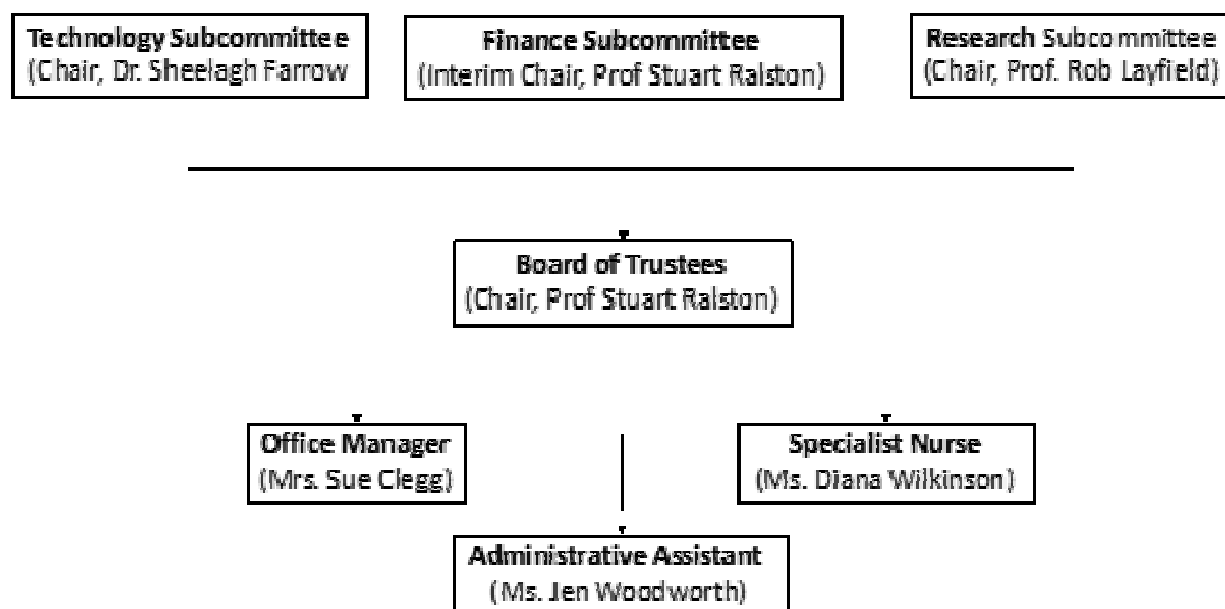 Technology Subcommittee
(Chair, Dr. Sheelagh Farrow
Finance Subcommittee
(Interim Chair, Prof Stuart Ralston)
Research Subcommittee
(Chair, Prof. Rob Layfield)
Board of Trustees
(Chair, Prof Stuart Ralston)
Office Manager
(Mrs. Sue Clegg)
Specialist Nurse
(Ms. Diana Wilkinson)
Administrative Assistant
(Ms. Jen Woodworth)